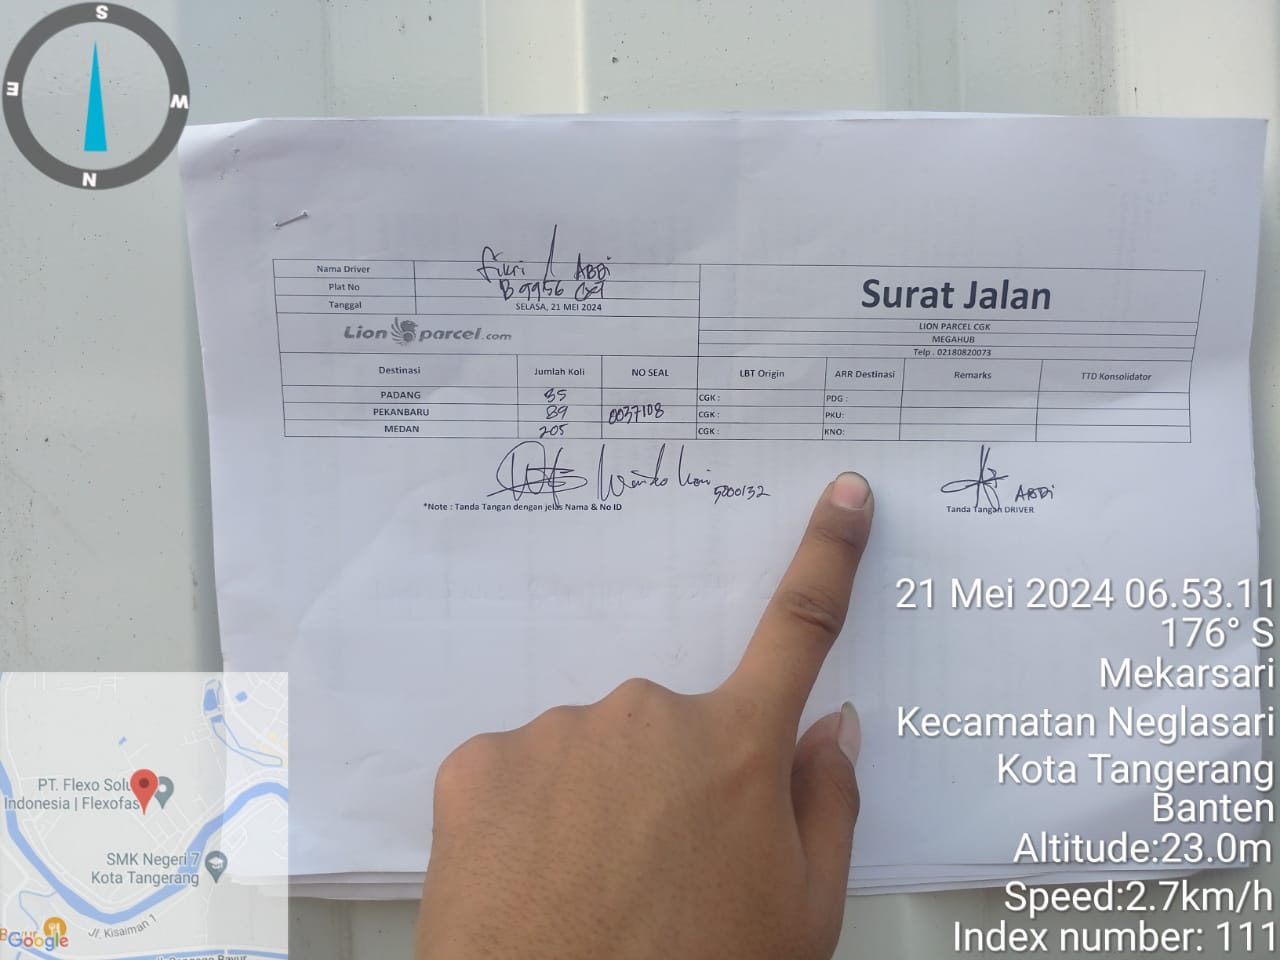 S
E
W
N
Nama Driver
Fikri / ABDi
Plat No
B 9956 CXT
Tanggal
SELASA, 21 MEI 2024
Surat Jalan
LION PARCEL CGK
MEGAHUB
Telp . 02180820073
Lion parcel.com
Destinasi Jumlah Koli NO SEAL LBT Origin ARR Destinasi Remarks TTD Konsolidator
PADANG 35 CGK : PDG :
PEKANBARU 89 0037108 CGK : PKU:
MEDAN 205 CGK : KNO:
5000132
ABDi
*Note : Tanda Tangan dengan jelas Nama & No ID
Tanda Tangan DRIVER
21 Mei 2024 06.53.11
176° S
Mekarsari
Kecamatan Neglasari
Kota Tangerang
Banten
Altitude:23.0m
Speed:2.7km/h
Index number: 111
PT. Flexo Solu
Indonesia | Flexofas
SMK Negeri 7
Kota Tangerang
Jl. Kisaiman 1
Google